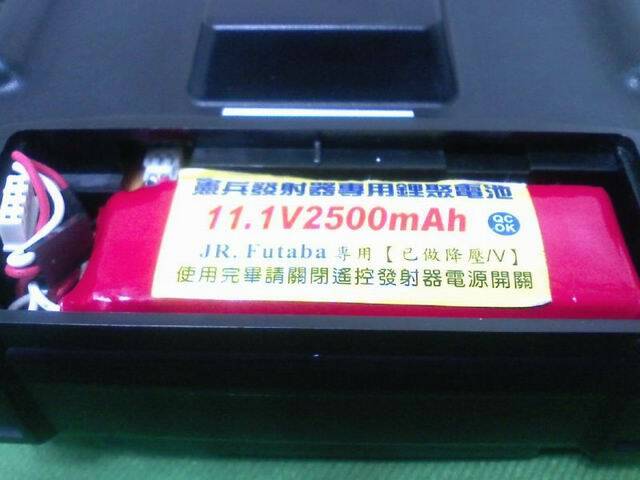 憲兵發射器專用鋰聚電池
11.1V2500mAh
QC
OK
JR. Futaba 專用【已做降壓/V】
使用完畢請關閉遙控發射器電源開關